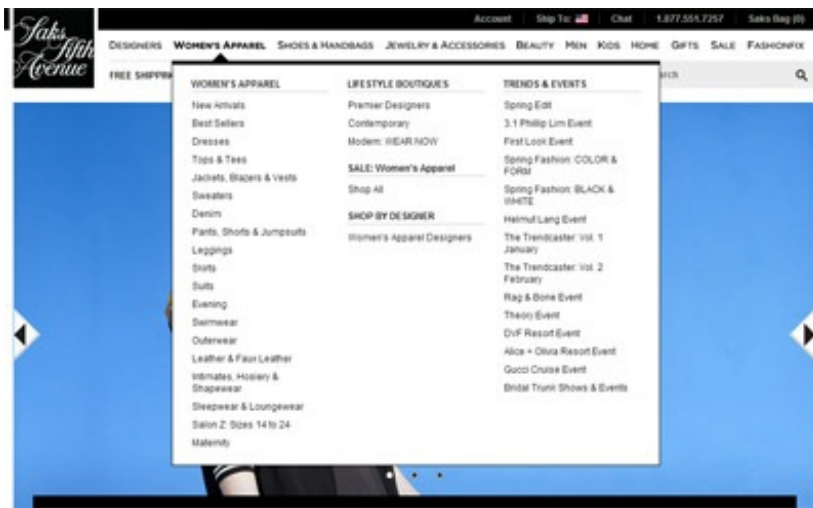 Account
Ship To:
Chat
1.877.551.7257
Saks Bag (0)
Saks
Fifth
Avenue
DESIGNERS WOMEN'S APPAREL SHOES & HANDBAGS JEWELRY & ACCESSORIES BEAUTY MEN KIDS HOME GIFTS SALE FASHIONFIX
FREE SHIPPIN
rch
WOMEN'S APPAREL
New Arrivals
Best Sellers
Dresses
Tops & Tees
Jackets, Blazers & Vests
Sweaters
Denim
Pants, Shorts & Jumpsuits
Leggings
Skirts
Suits
Evening
Swimwear
Outerwear
Leather & Faux Leather
Intimates, Hosiery &
Shapewear
Sleepwear & Loungewear
Salon Z: Sizes 14 to 24
Maternity
LIFESTYLE BOUTIQUES
Premier Designers
Contemporary
Modern: WEAR NOW
SALE: Women's Apparel
Shop All
SHOP BY DESIGNER
Women's Apparel Designers
TRENDS & EVENTS
Spring Edit
3.1 Phillip Lim Event
First Look Event
Spring Fashion: COLOR &
FORM
Spring Fashion: BLACK &
WHITE
Helmut Lang Event
The Trendcaster: Vol. 1
January
The Trendcaster: Vol. 2
February
Rag & Bone Event
Theory Event
DVF Resort Event
Alice + Olivia Resort Event
Gucci Cruise Event
Bridal Trunk Shows & Events